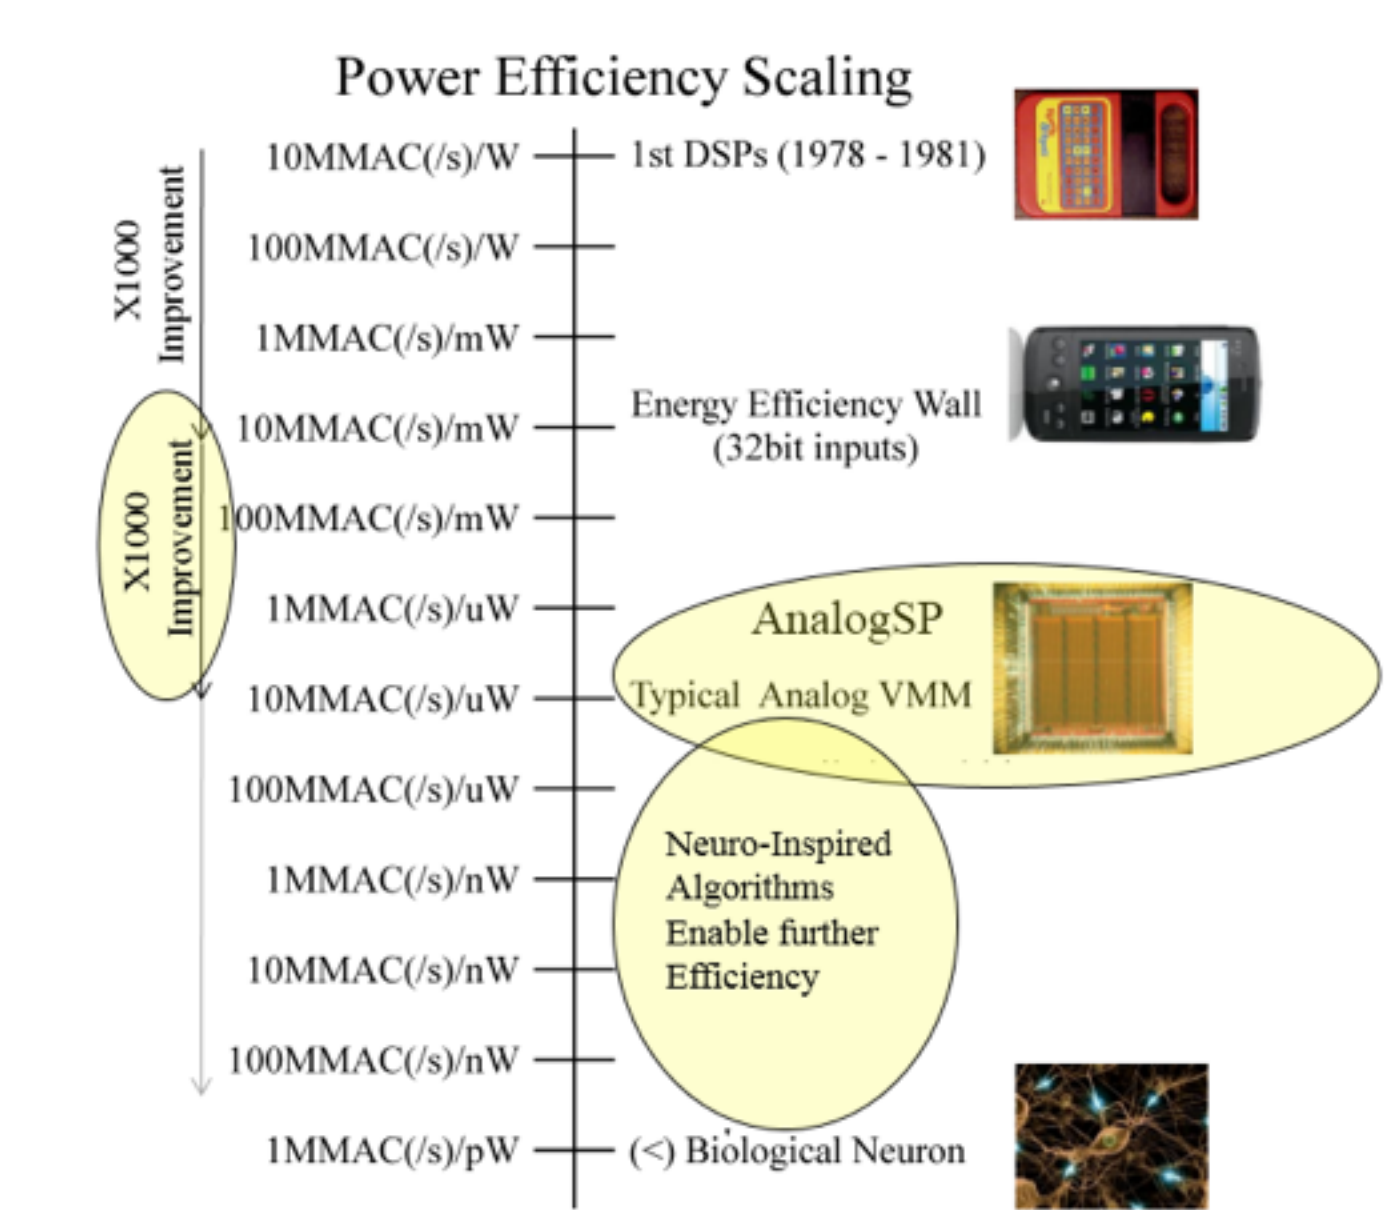 Power Efficiency Scaling
10MMAC(/s)/W
1st DSPs (1978 - 1981)
100MMAC(/s)/W
X1000
Improvement
1MMAC(/s)/mW
10MMAC(/s)/mW
Energy Efficiency Wall
(32bit inputs)
X1000
Improvement
100MMAC(/s)/mW
1MMAC(/s)/uW
AnalogSP
10MMAC(/s)/uW
Typical Analog VMM
100MMAC(/s)/uW
1MMAC(/s)/nW
Neuro-Inspired
Algorithms
Enable further
Efficiency
10MMAC(/s)/nW
100MMAC(/s)/nW
1MMAC(/s)/pW
(<) Biological Neuron